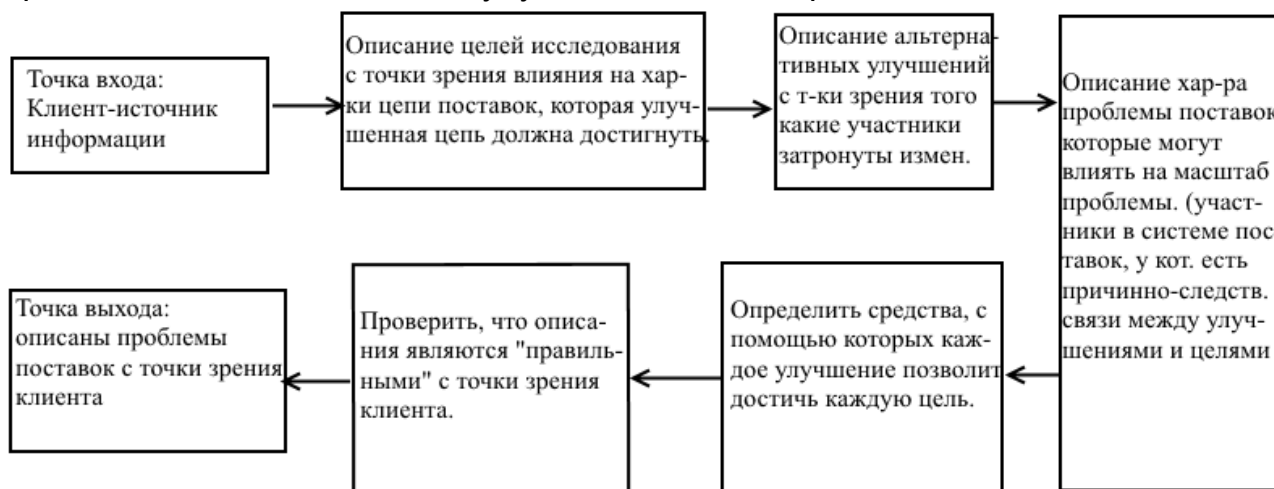 Точка входа:
Клиент-источник
информации
Описание целей исследования
с точки зрения влияния на хар-
ки цепи поставок, которая улуч-
шенная цепь должна достигнуть.
Описание альтерна-
тивных улучшений
с т-ки зрения того
какие участники
затронуты измен.
Описание хар-ра
проблемы поставок
которые могут
влиять на масштаб
проблемы. (участ-
ники в системе пос
тавок, у кот. есть
причинно-следств.
связи между улуч-
шениями и целями
Определить средства, с
помощью которых каж-
дое улучшение позволит
достичь каждую цель.
Проверить, что описа-
ния являются "правиль-
ными" с точки зрения
клиента.
Точка выхода:
описаны проблемы
поставок с точки зрения
клиента